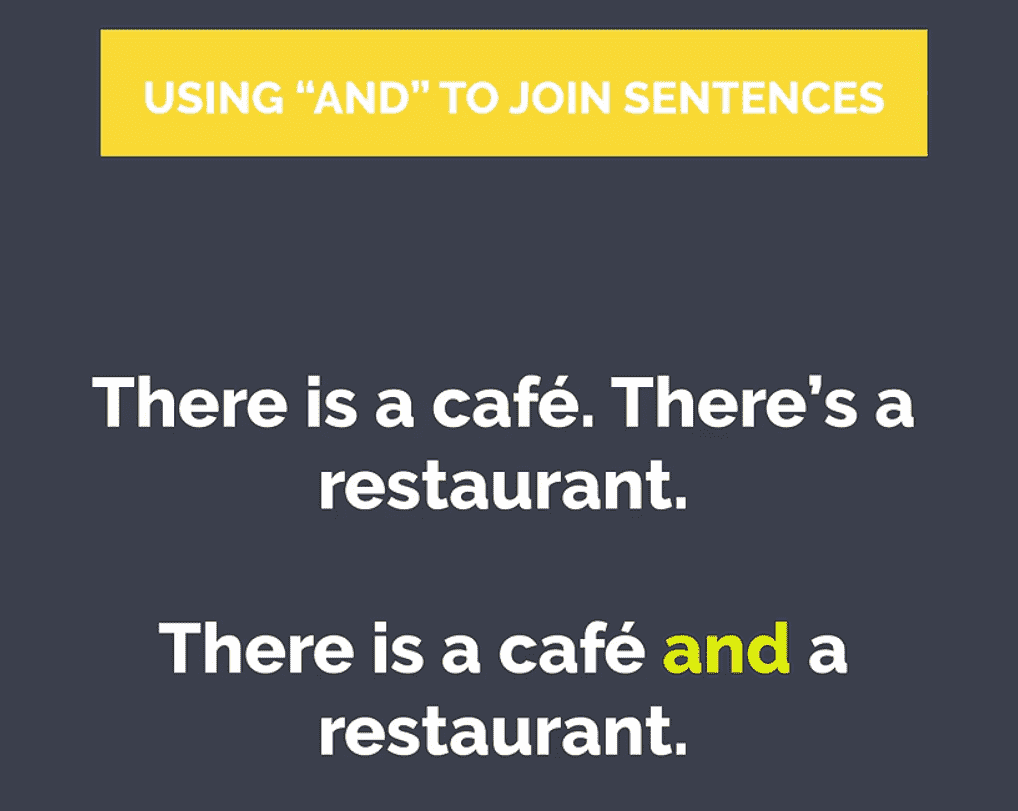 USING “AND” TO JOIN SENTENCES
There is a café. There’s a
restaurant.
There is a café and a
restaurant.